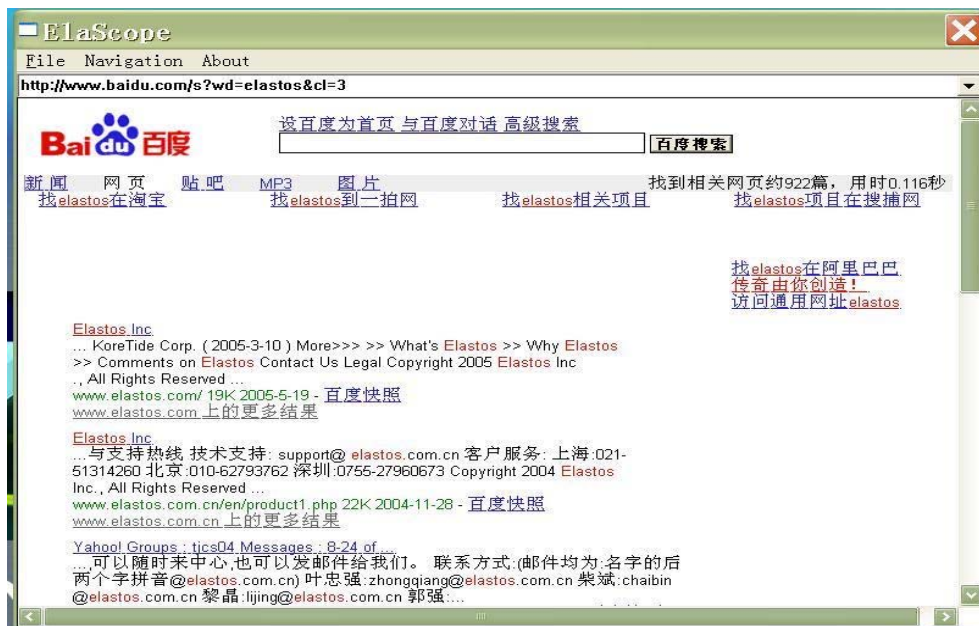 ElaScope
File Navigation About
http://www.baidu.com/s?wd=elastos&cl=3
Bai du 百度
设百度为首页 与百度对话 高级搜索
百度搜索
新闻 网页 贴吧 MP3 图片 找到相关网页约922篇，用时0.116秒
找elastos在淘宝 找elastos到一拍网 找elastos相关项目 找elastos项目在搜捕网
找elastos在阿里巴巴
传奇由你创造！
访问通用网址elastos
Elastos Inc
... KoreTide Corp. ( 2005-3-10 ) More>>> >> What's Elastos >> Why Elastos
>> Comments on Elastos Contact Us Legal Copyright 2005 Elastos Inc
., All Rights Reserved ...
www.elastos.com/ 19K 2005-5-19 - 百度快照
www.elastos.com 上的更多结果
Elastos Inc
...与支持热线 技术支持: support@ elastos.com.cn 客户服务: 上海:021-
51314260 北京:010-62793762 深圳:0755-27960673 Copyright 2004 Elastos
Inc., All Rights Reserved ...
www.elastos.com.cn/en/product1.php 22K 2004-11-28 - 百度快照
www.elastos.com.cn 上的更多结果
Yahoo! Groups : tjcs04 Messages : 8-24 of ...
...,可以随时来中心,也可以发邮件给我们。 联系方式:(邮件均为:名字的后
两个字拼音@elastos.com.cn) 叶忠强:zhongqiang@elastos.com.cn 柴斌:chaibin
@elastos.com.cn 黎晶:lijing@elastos.com.cn 郭强:...